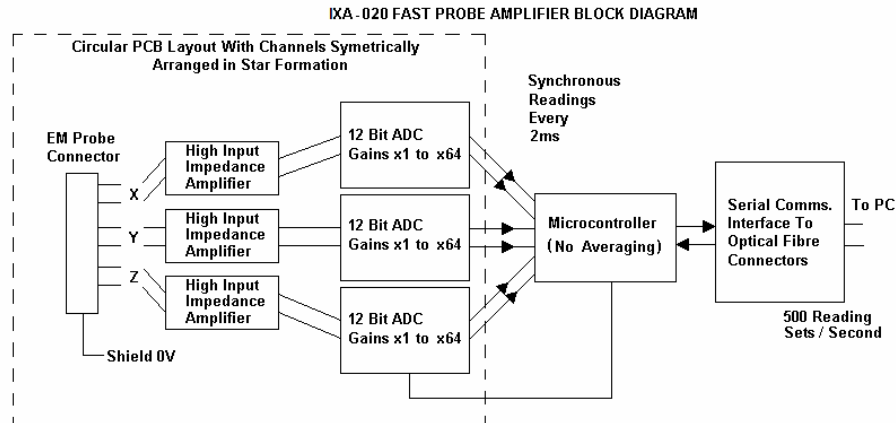 IXA-020 FAST PROBE AMPLIFIER BLOCK DIAGRAM
Circular PCB Layout With Channels Symetrically
Arranged in Star Formation
Synchronous
Readings
Every
2ms
EM Probe
Connector
X
Y
Z
Shield 0V
High Input
Impedance
Amplifier
High Input
Impedance
Amplifier
High Input
Impedance
Amplifier
12 Bit ADC
Gains x1 to x64
12 Bit ADC
Gains x1 to x64
12 Bit ADC
Gains x1 to x64
Microcontroller
(No Averaging)
Serial Comms.
Interface To
Optical Fibre
Connectors
To PC
500 Reading
Sets / Second